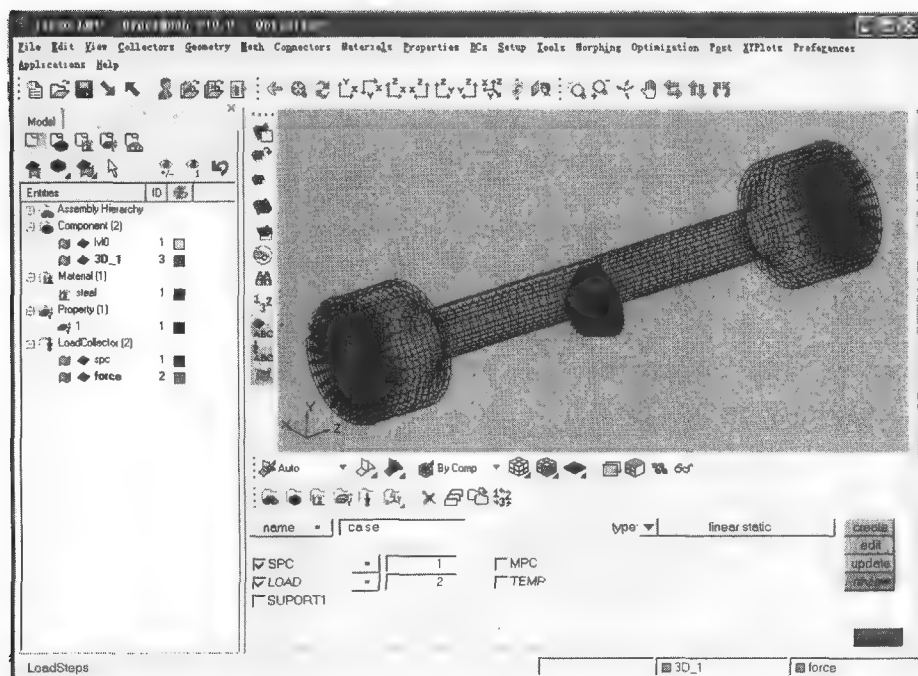 File Edit View Collectors Geometry Mesh Connectors Materials Properties BCs Setup Tools Morphing Optimization Post XYPlots Preferences
Applications Help
Model
Entities ID
Assembly Hierarchy
Component (2)
lvl0 1
3D_1 3
Material (1)
steel 1
Property (1)
1 1
LoadCollector (2)
spc 1
force 2
Y
X Z
Auto By Comp
name case type: linear static create
edit
SPC 1 MPC update
LOAD 2 TEMP review
SUPORT1
LoadSteps 3D_1 force